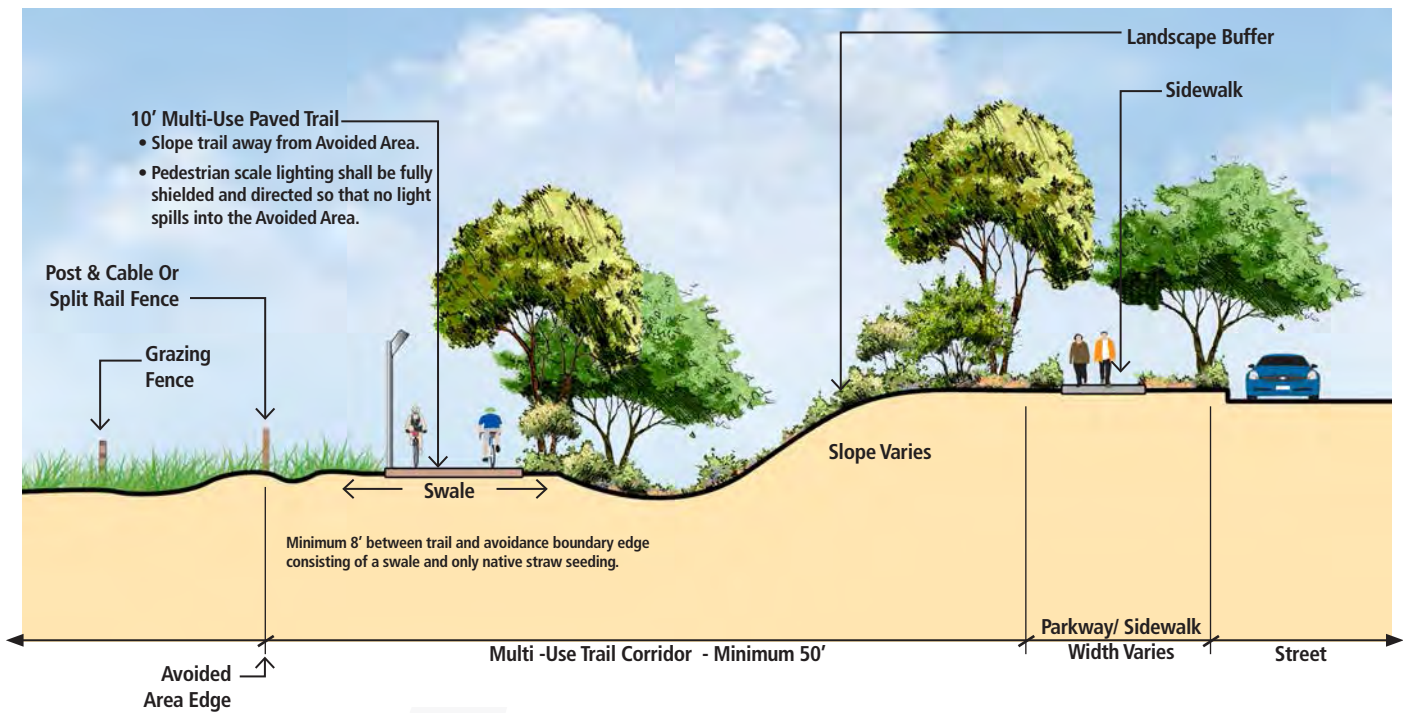 Landscape Buffer
Sidewalk
10’ Multi-Use Paved Trail
• Slope trail away from Avoided Area.
• Pedestrian scale lighting shall be fully
shielded and directed so that no light
spills into the Avoided Area.
Post & Cable Or
Split Rail Fence
Grazing
Fence
Slope Varies
Swale
Minimum 8’ between trail and avoidance boundary edge
consisting of a swale and only native straw seeding.
Avoided
Area Edge
Multi -Use Trail Corridor - Minimum 50’
Parkway/ Sidewalk
Width Varies
Street